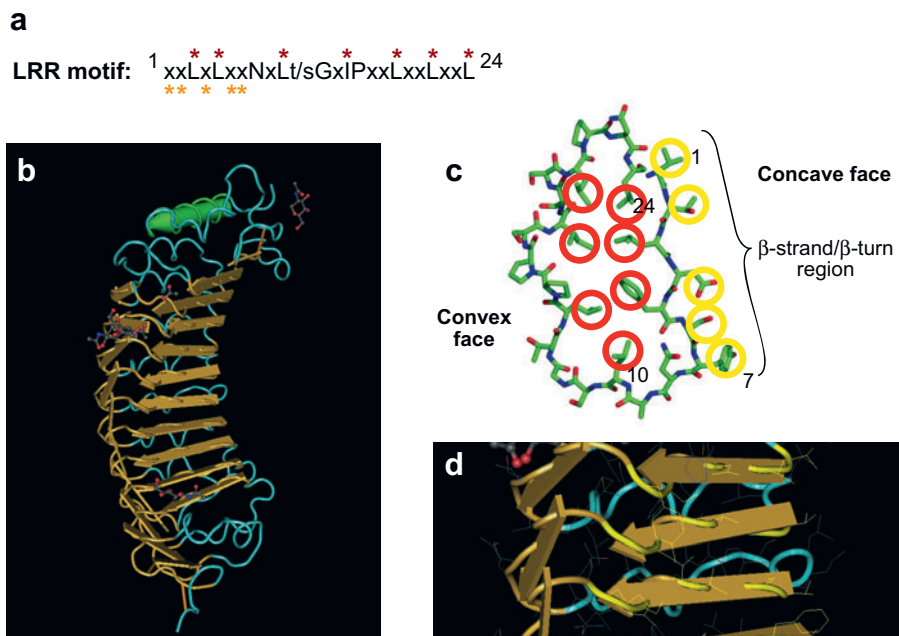 a
* * * * * * *
LRR motif: 1 xxLxLxxNxLt/sGxIPxxLxxLxxL 24
** * **
b
c
1
Concave face
24
β-strand/β-turn
region
Convex
face
10
7
d